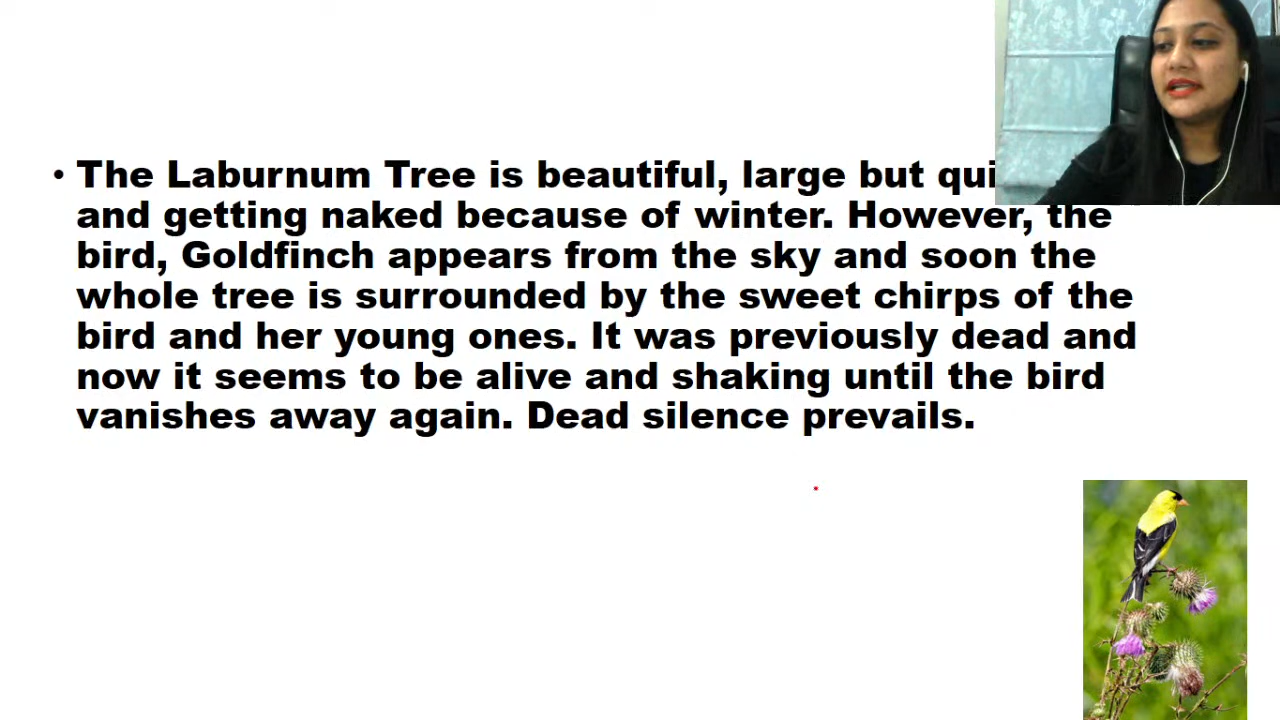 • The Laburnum Tree is beautiful, large but
and getting naked because of winter. However, the
bird, Goldfinch appears from the sky and soon the
whole tree is surrounded by the sweet chirps of the
bird and her young ones. It was previously dead and
now it seems to be alive and shaking until the bird
vanishes away again. Dead silence prevails.